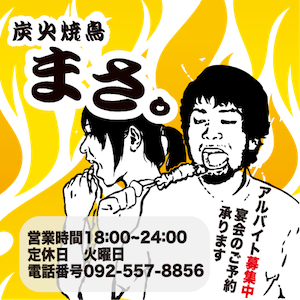 炭火焼鳥
まさ。
アルバイト募集中
宴会のご予約
承ります
営業時間18:00~24:00
定休日　火曜日
電話番号092-557-8856